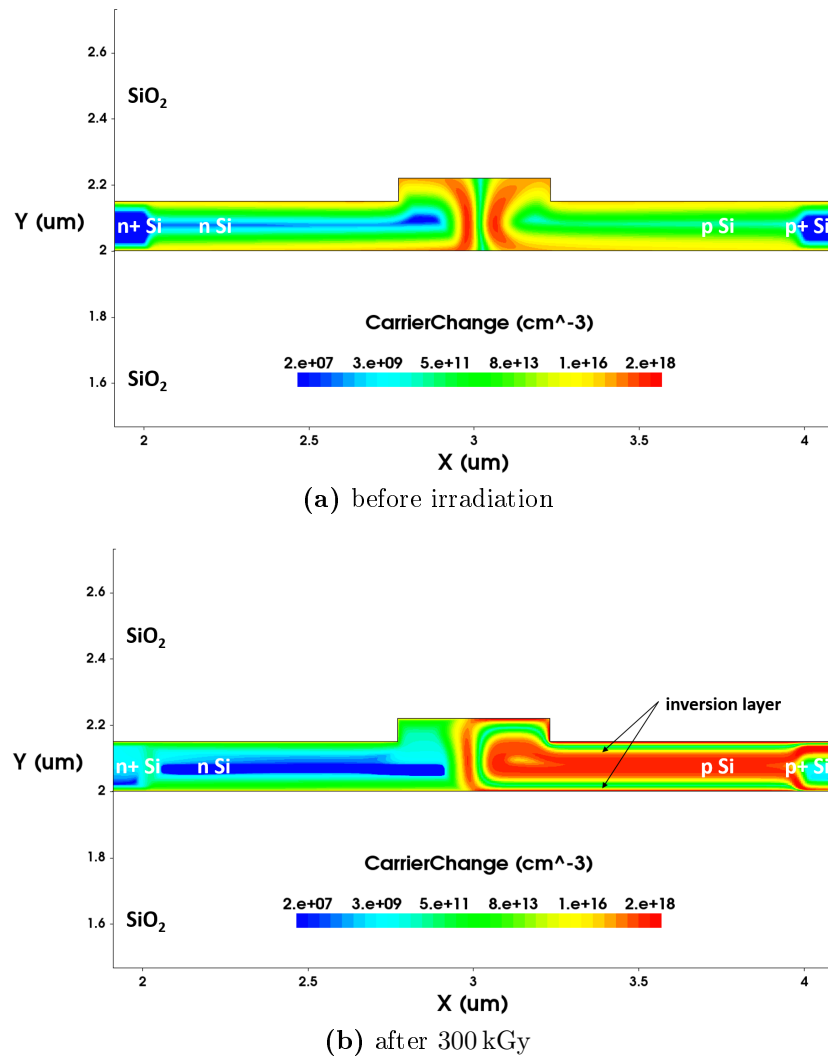 2.6
SiO2
2.4
2.2
Y (um)
n+ Si
n Si
p Si
p+ Si
2
CarrierChange (cm^-3)
1.8
2.e+07 3.e+09 5.e+11 8.e+13 1.e+16 2.e+18
SiO2
1.6
2 2.5 3 3.5 4
X (um)
(a) before irradiation
2.6
SiO2
2.4
inversion layer
2.2
Y (um)
n+ Si
n Si
p Si
p+ Si
2
CarrierChange (cm^-3)
1.8
2.e+07 3.e+09 5.e+11 8.e+13 1.e+16 2.e+18
SiO2
1.6
2 2.5 3 3.5 4
X (um)
(b) after 300 kGy